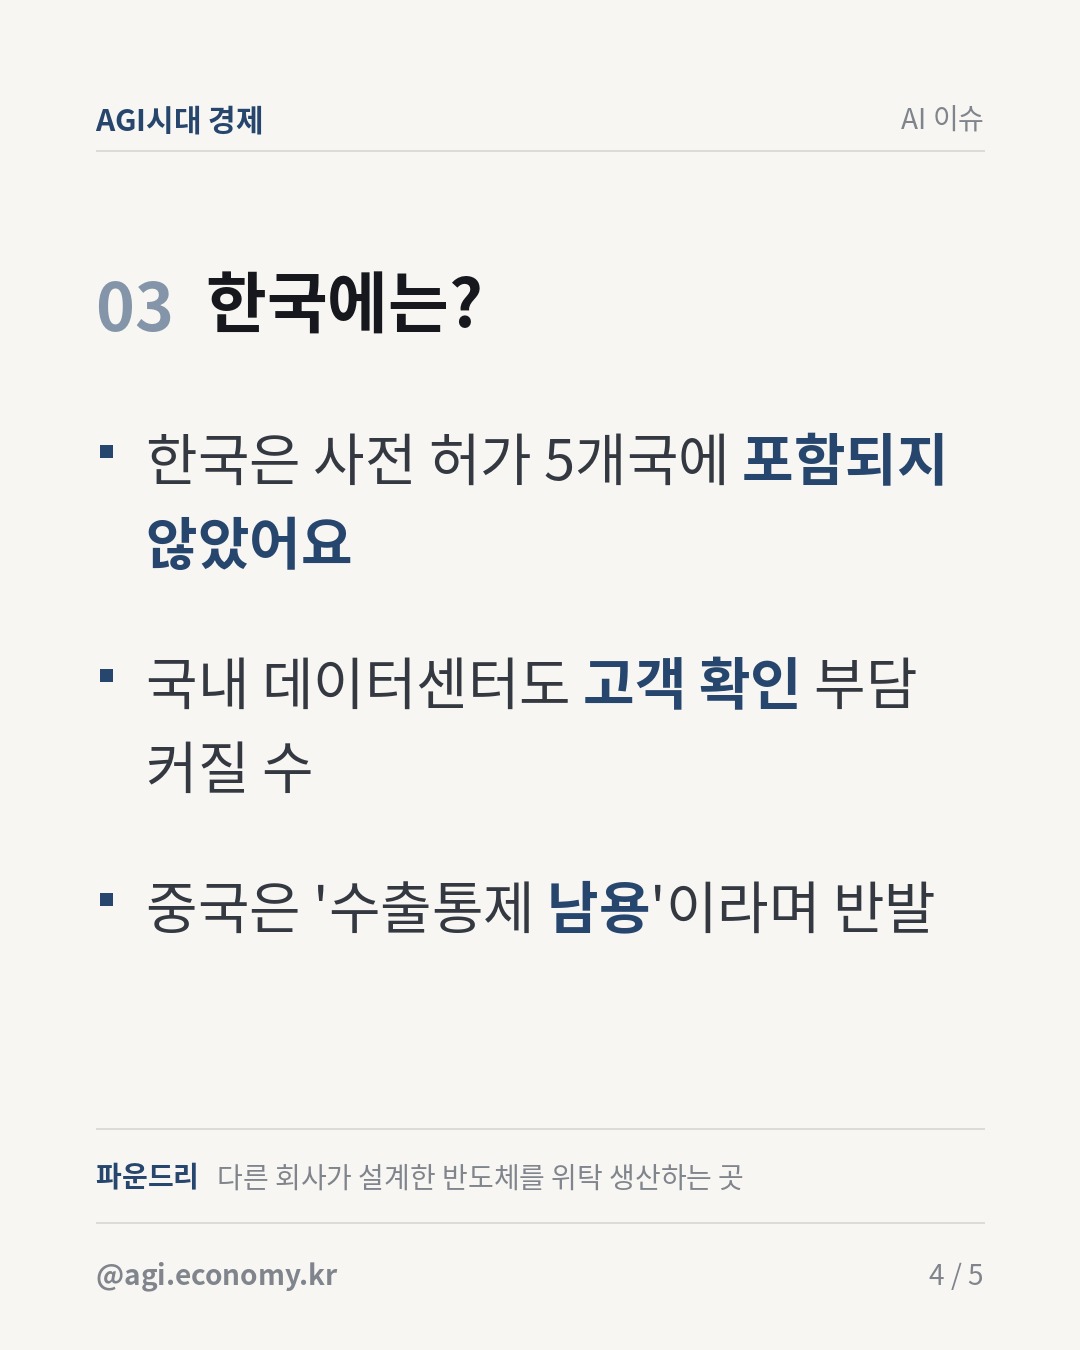 AGI시대 경제
AI 이슈
03 한국에는?
▪ 한국은 사전 허가 5개국에 포함되지
않았어요
▪ 국내 데이터센터도 고객 확인 부담
커질 수
▪ 중국은 '수출통제 남용'이라며 반발
파운드리 다른 회사가 설계한 반도체를 위탁 생산하는 곳
@agi.economy.kr
4 / 5